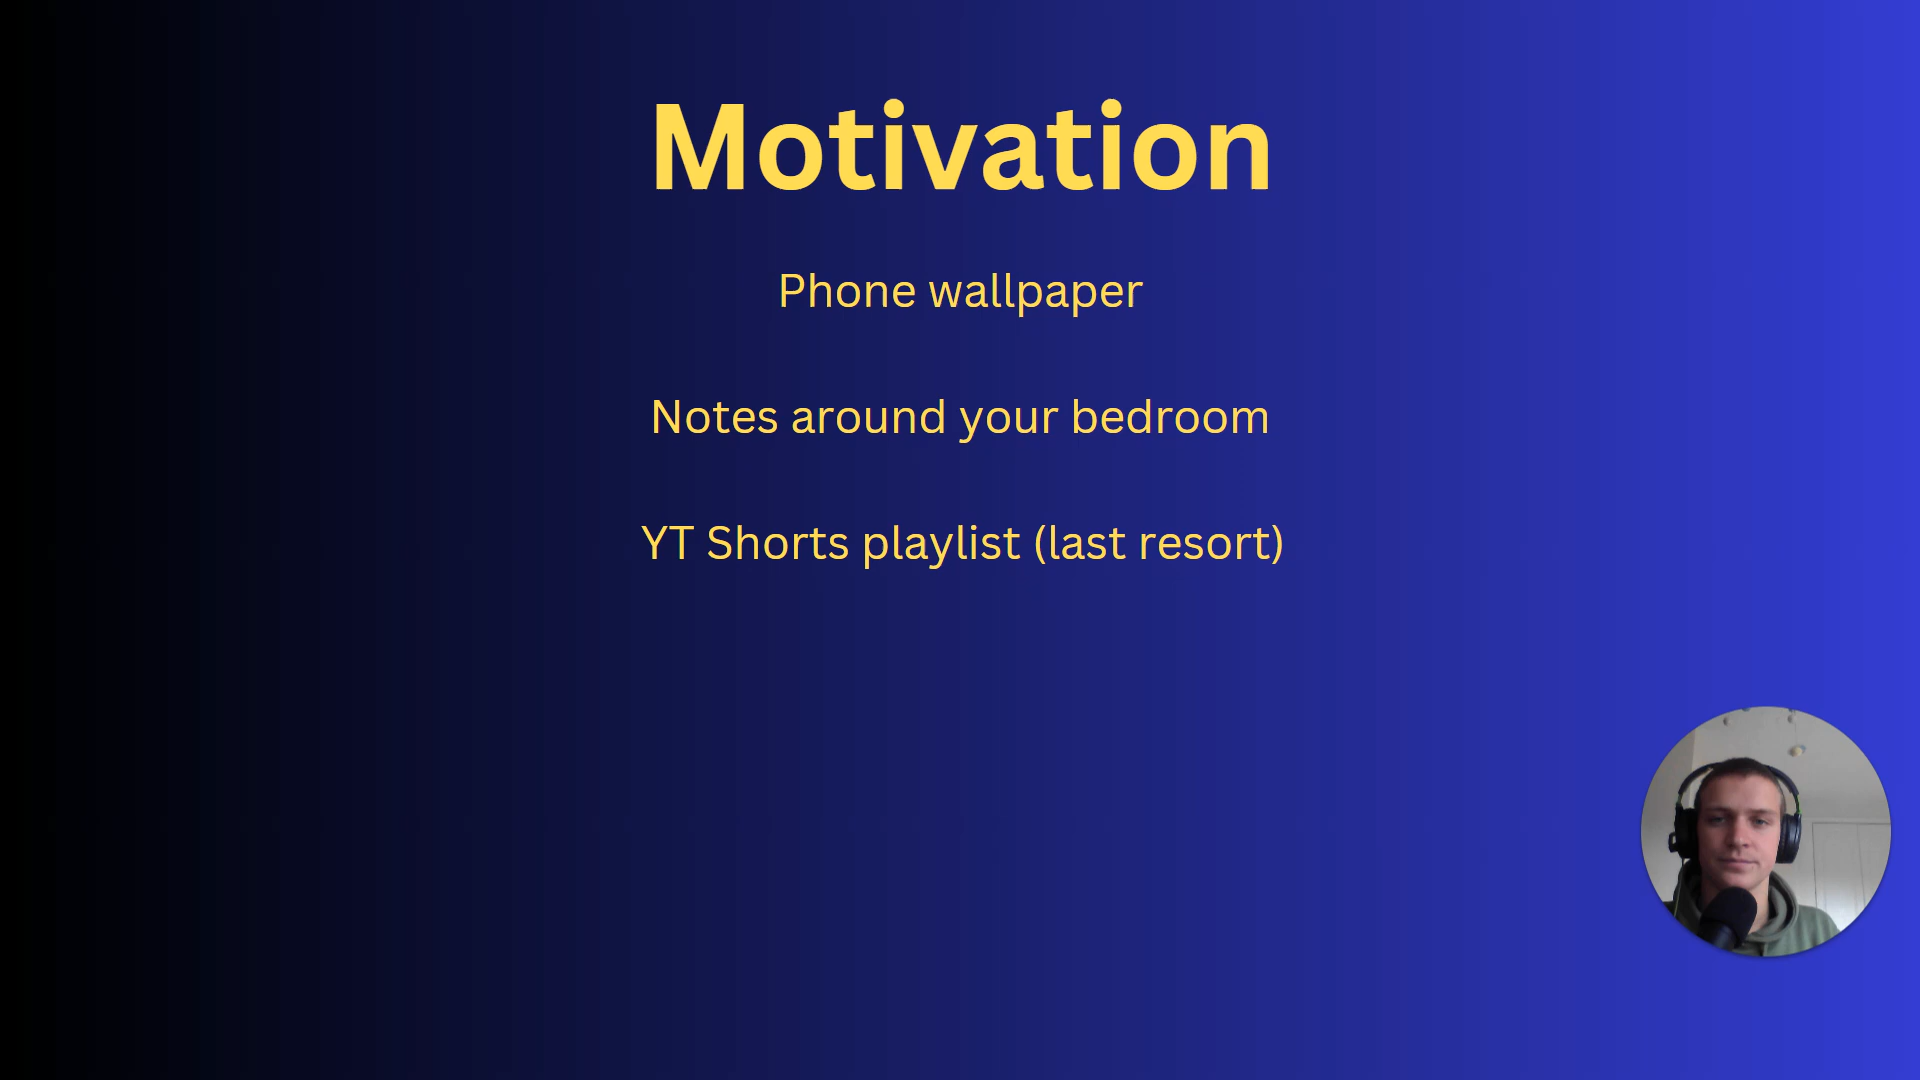 Motivation
Phone wallpaper
Notes around your bedroom
YT Shorts playlist (last resort)